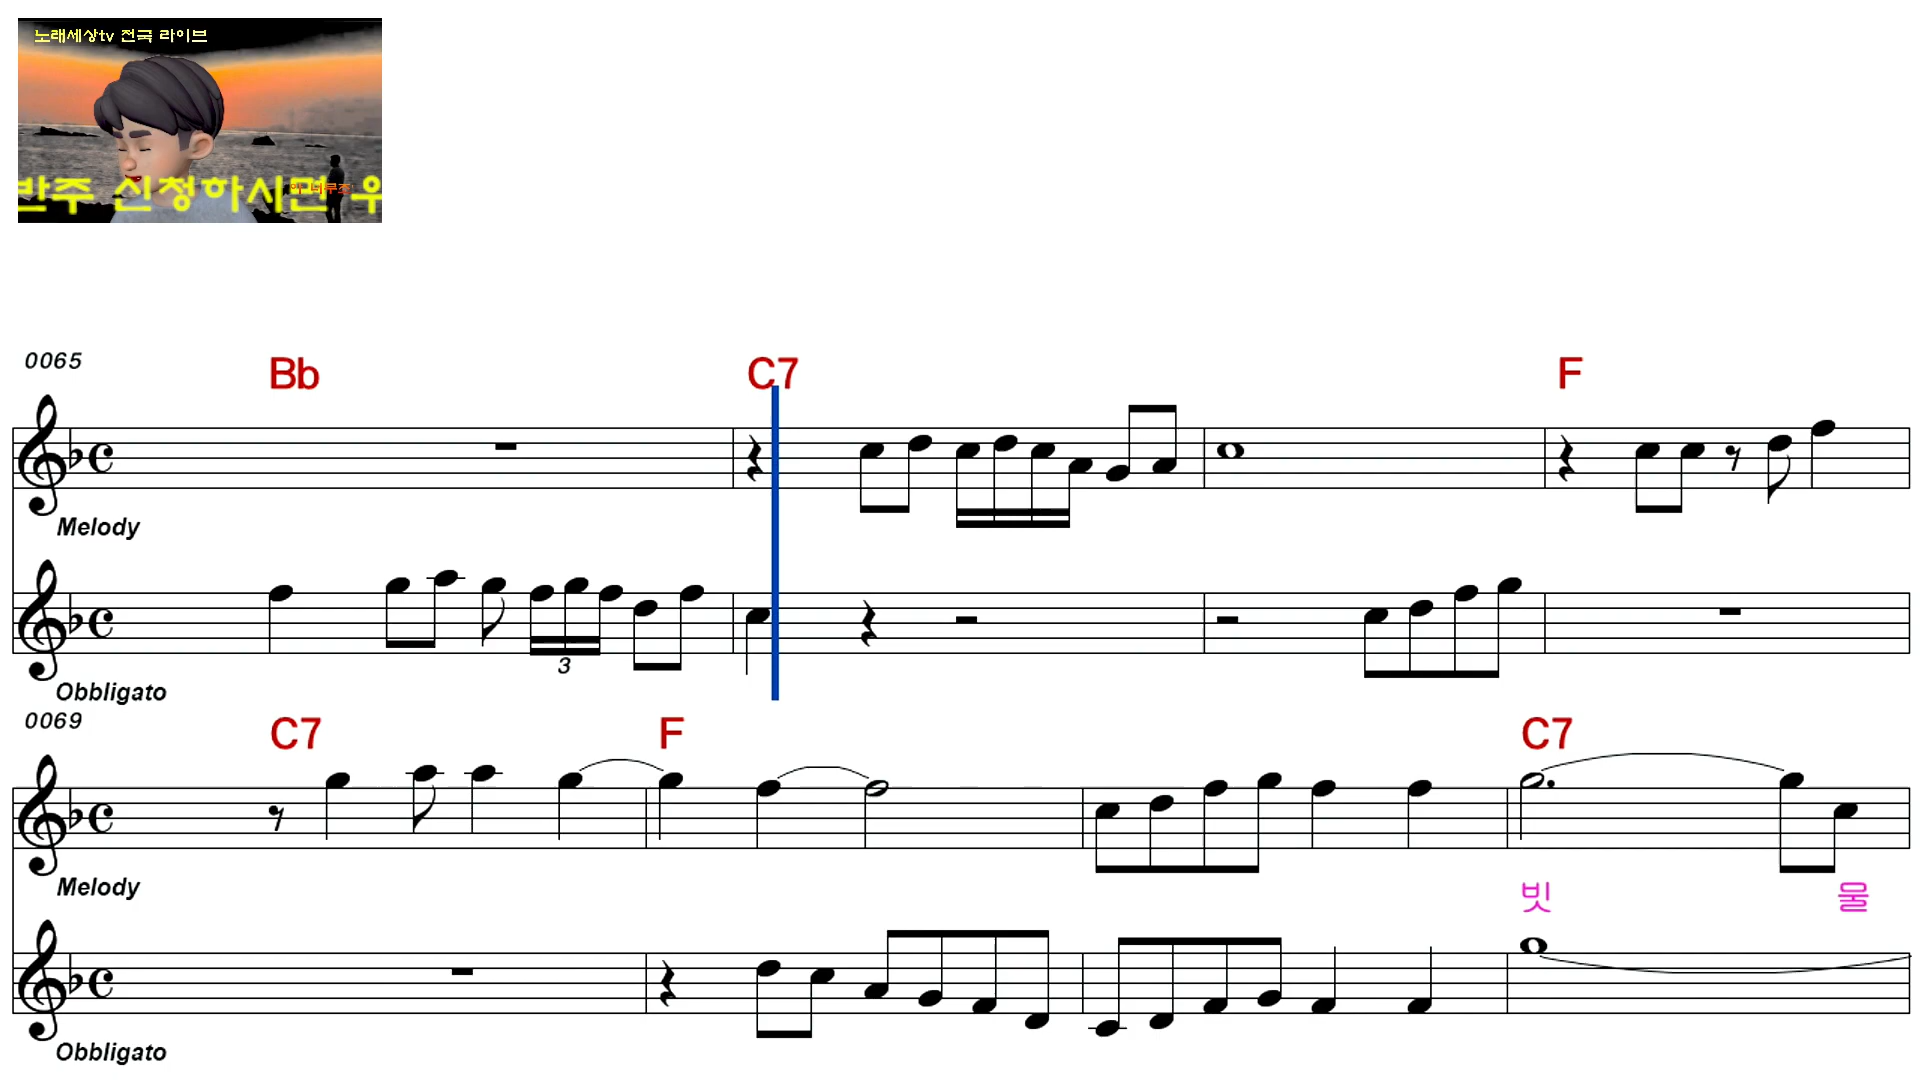 노래세상tv 전국 라이브
반주 신청하시면
0065
Bb C7 F
Melody
3
Obbligato
0069
C7 F C7
Melody
빗 물
Obbligato